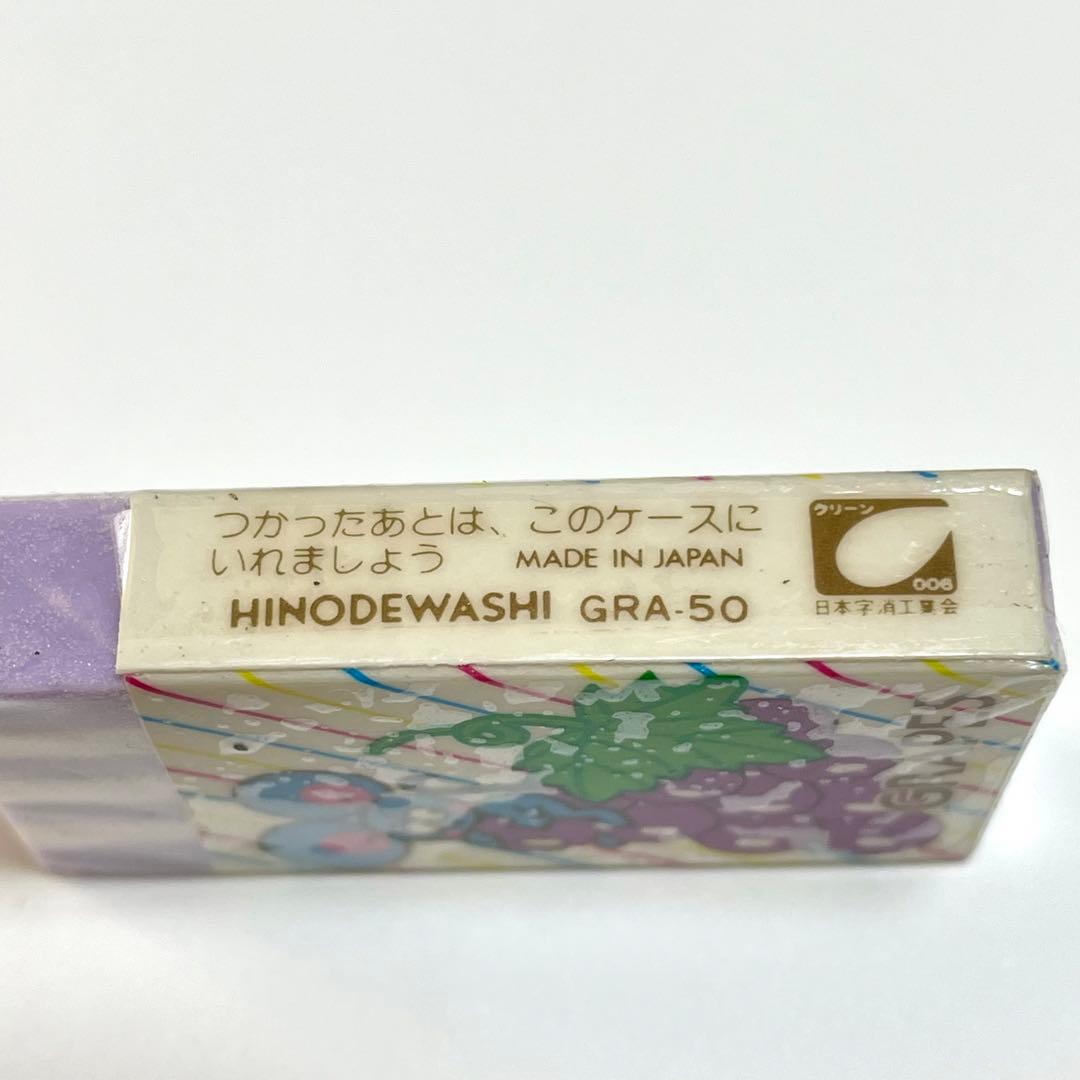 つかったあとは、このケースに
いれましょう MADE IN JAPAN
HINODEWASHI GRA-50
クリーン
006
日本字消工業会
GRAPES